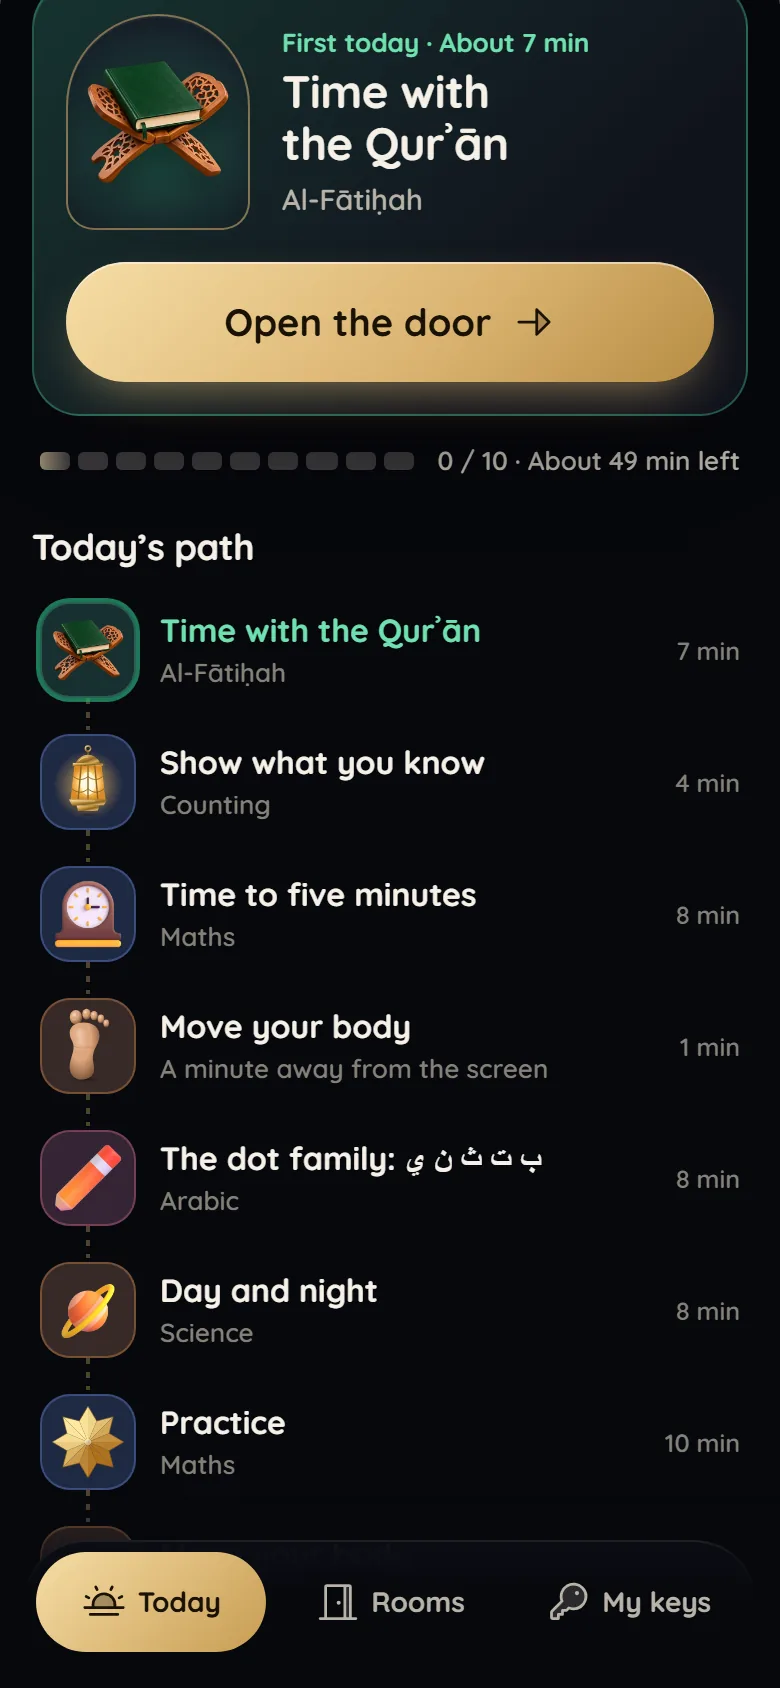 First today · About 7 min
Time with
the Qurʾān
Al-Fātiḥah
Open the door
0 / 10 · About 49 min left
Today’s path
Time with the Qurʾān
7 min
Al-Fātiḥah
Show what you know
4 min
Counting
Time to five minutes
8 min
Maths
Move your body
1 min
A minute away from the screen
The dot family: ب ت ث ن ي
8 min
Arabic
Day and night
8 min
Science
Practice
10 min
Maths
Today
Rooms
My keys